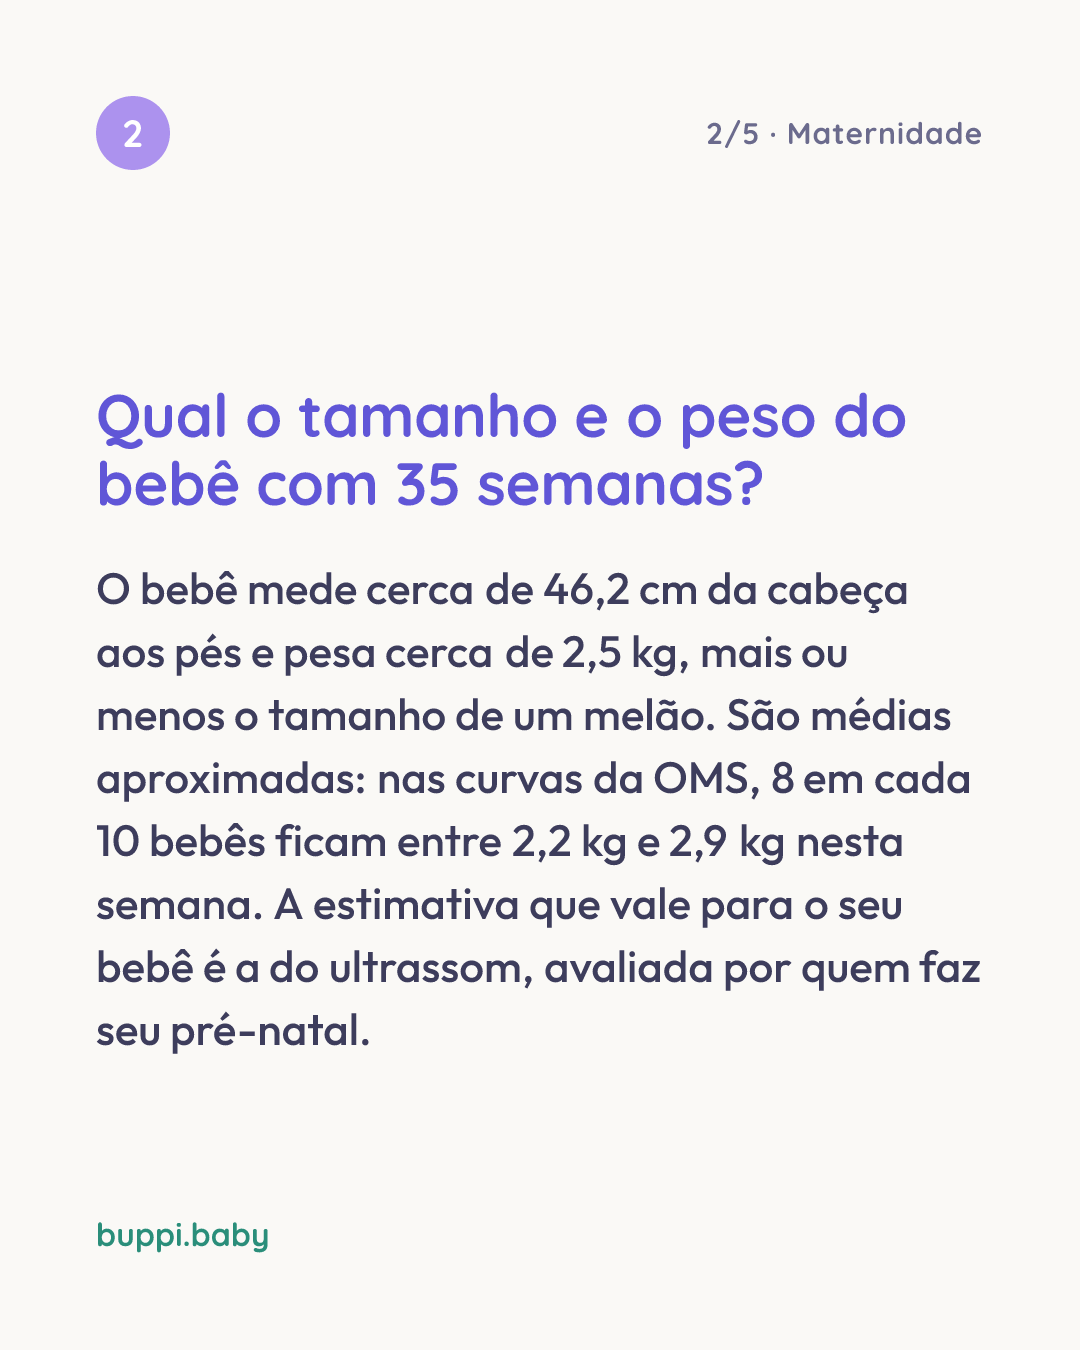 2
2/5 · Maternidade
Qual o tamanho e o peso do
bebê com 35 semanas?
O bebê mede cerca de 46,2 cm da cabeça
aos pés e pesa cerca de 2,5 kg, mais ou
menos o tamanho de um melão. São médias
aproximadas: nas curvas da OMS, 8 em cada
10 bebês ficam entre 2,2 kg e 2,9 kg nesta
semana. A estimativa que vale para o seu
bebê é a do ultrassom, avaliada por quem faz
seu pré-natal.
buppi.baby